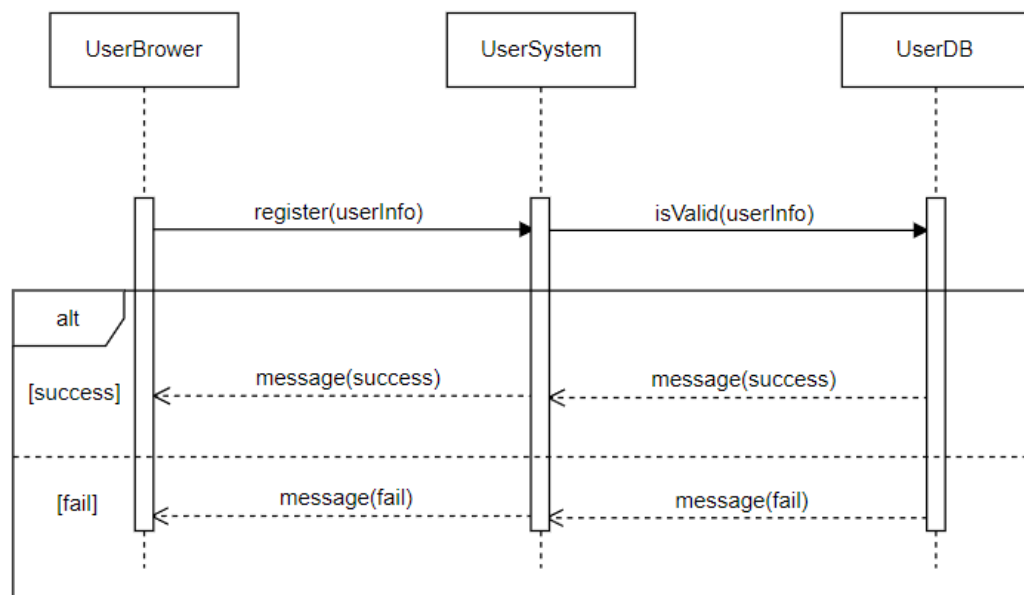 UserBrower
UserSystem
UserDB
register(userInfo)
isValid(userInfo)
alt
[success]
message(success)
message(success)
[fail]
message(fail)
message(fail)